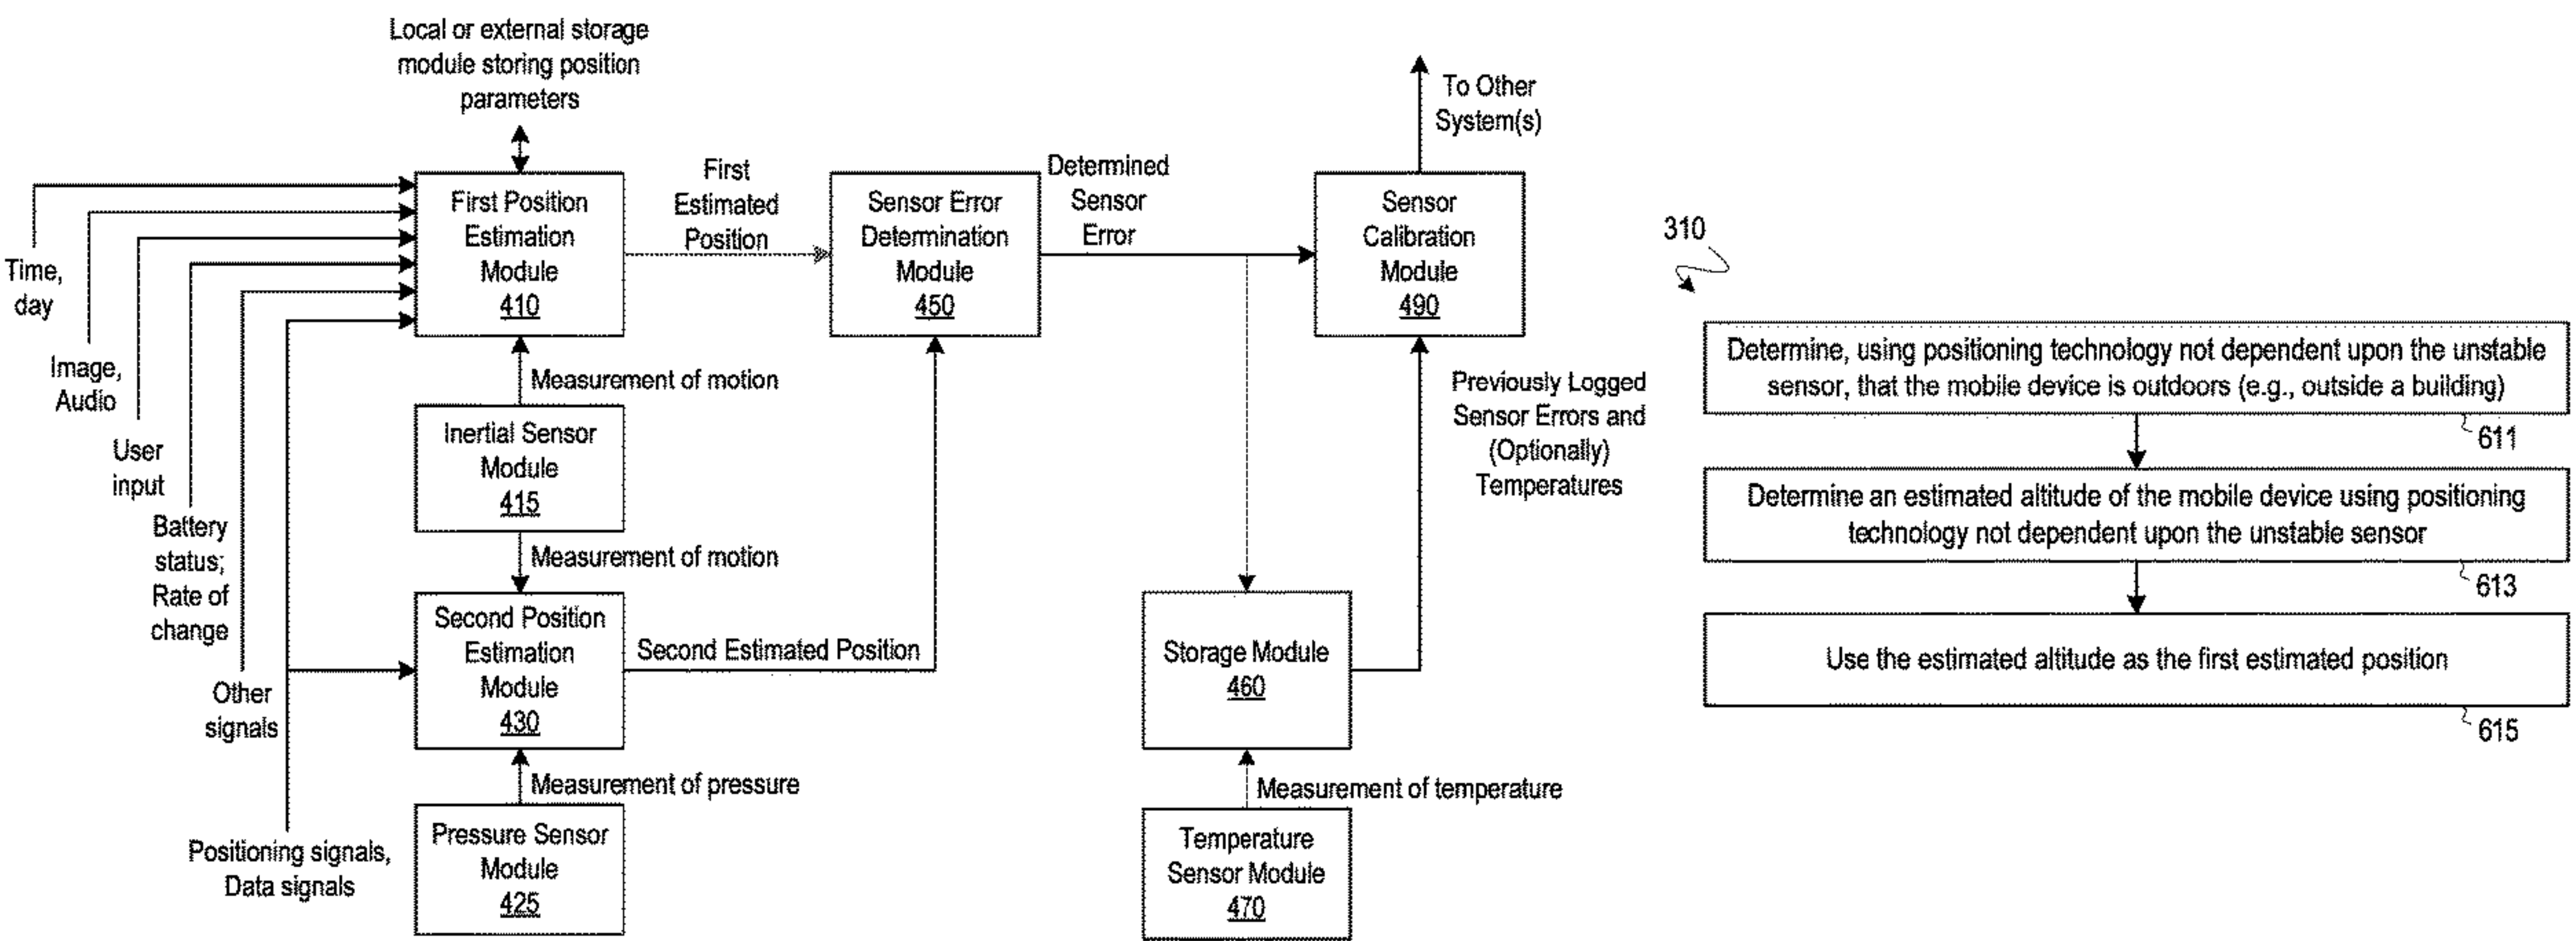 Local or external storage
module storing position
parameters
To Other
System(s)
First Position
Estimation
Module
410
First
Estimated
Position
Sensor Error
Determination
Module
450
Determined
Sensor
Error
Sensor
Calibration
Module
490
Time,
day
Image,
Audio
User
input
Battery
status;
Rate of
change
Other
signals
Positioning signals,
Data signals
Measurement of motion
Inertial Sensor
Module
415
Measurement of motion
Second Position
Estimation
Module
430
Second Estimated Position
Measurement of pressure
Pressure Sensor
Module
425
Previously Logged
Sensor Errors and
(Optionally)
Temperatures
Storage Module
460
Measurement of temperature
Temperature
Sensor Module
470
310
Determine, using positioning technology not dependent upon the unstable
sensor, that the mobile device is outdoors (e.g., outside a building)
611
Determine an estimated altitude of the mobile device using positioning
technology not dependent upon the unstable sensor
613
Use the estimated altitude as the first estimated position
615